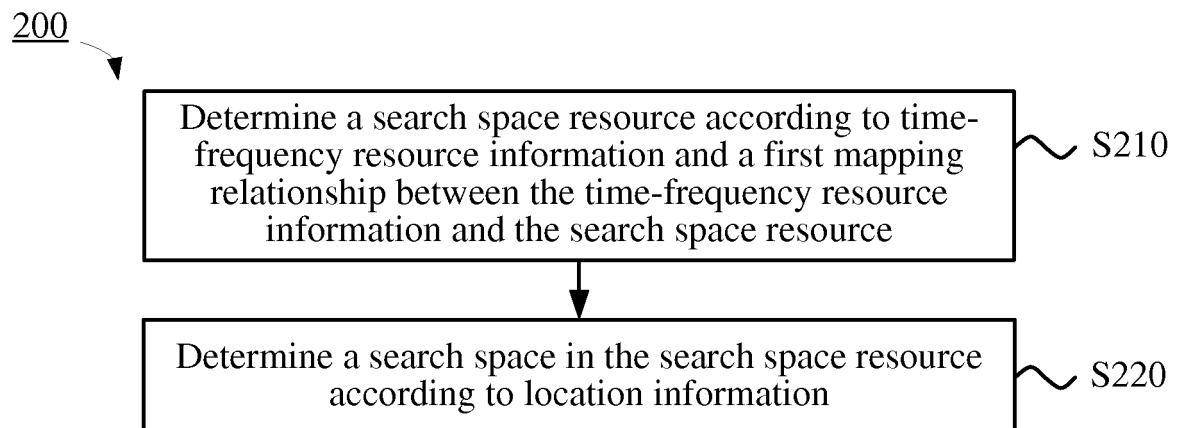 200
Determine a search space resource according to time-
frequency resource information and a first mapping
relationship between the time-frequency resource
information and the search space resource
S210
Determine a search space in the search space resource
according to location information
S220